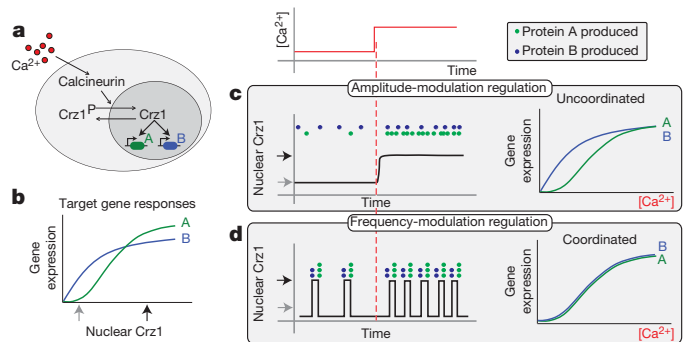 a
Ca2+
Calcineurin
Crz1P
Crz1
A
B
b
Target gene responses
A
B
Gene
expression
Nuclear Crz1
[Ca2+]
Time
Protein A produced
Protein B produced
c
Amplitude-modulation regulation
Nuclear Crz1
Time
Uncoordinated
A
B
Gene
expression
[Ca2+]
d
Frequency-modulation regulation
Nuclear Crz1
Time
Coordinated
B
A
Gene
expression
[Ca2+]